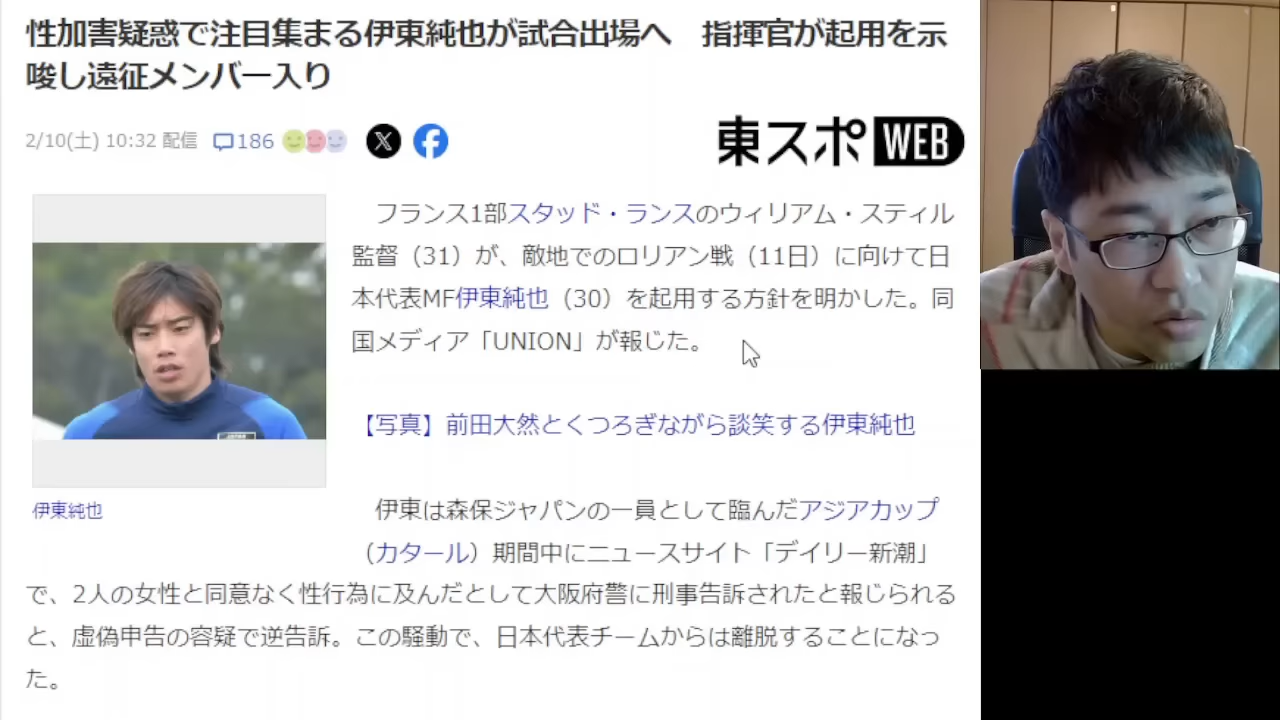 性加害疑惑で注目集まる伊東純也が試合出場へ　指揮官が起用を示
唆し遠征メンバー入り
2/10(土) 10:32 配信 186
東スポWEB
フランス1部スタッド・ランスのウィリアム・スティル
監督（31）が、敵地でのロリアン戦（11日）に向けて日
本代表MF伊東純也（30）を起用する方針を明かした。同
国メディア「UNION」が報じた。
【写真】前田大然とくつろぎながら談笑する伊東純也
伊東純也
伊東は森保ジャパンの一員として臨んだアジアカップ
（カタール）期間中にニュースサイト「デイリー新潮」
で、2人の女性と同意なく性行為に及んだとして大阪府警に刑事告訴されたと報じられる
と、虚偽申告の容疑で逆告訴。この騒動で、日本代表チームからは離脱することになっ
た。